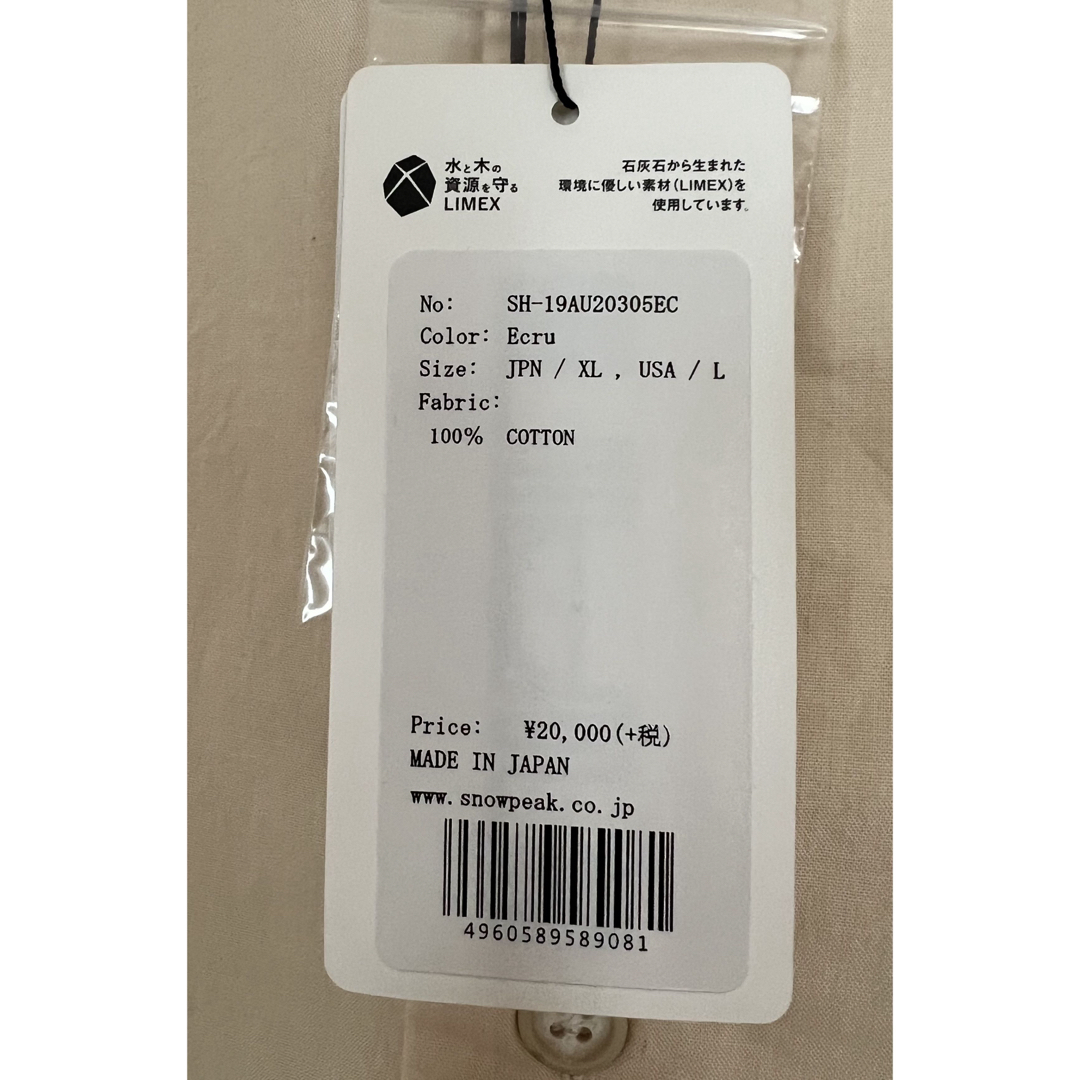 水と木の
資源を守る
LIMEX
石灰石から生まれた
環境に優しい素材(LIMEX)を
使用しています。
No: SH-19AU20305EC
Color: Ecru
Size: JPN / XL , USA / L
Fabric:
100% COTTON
Price: ¥20,000(+税)
MADE IN JAPAN
www.snowpeak.co.jp
4960589589081